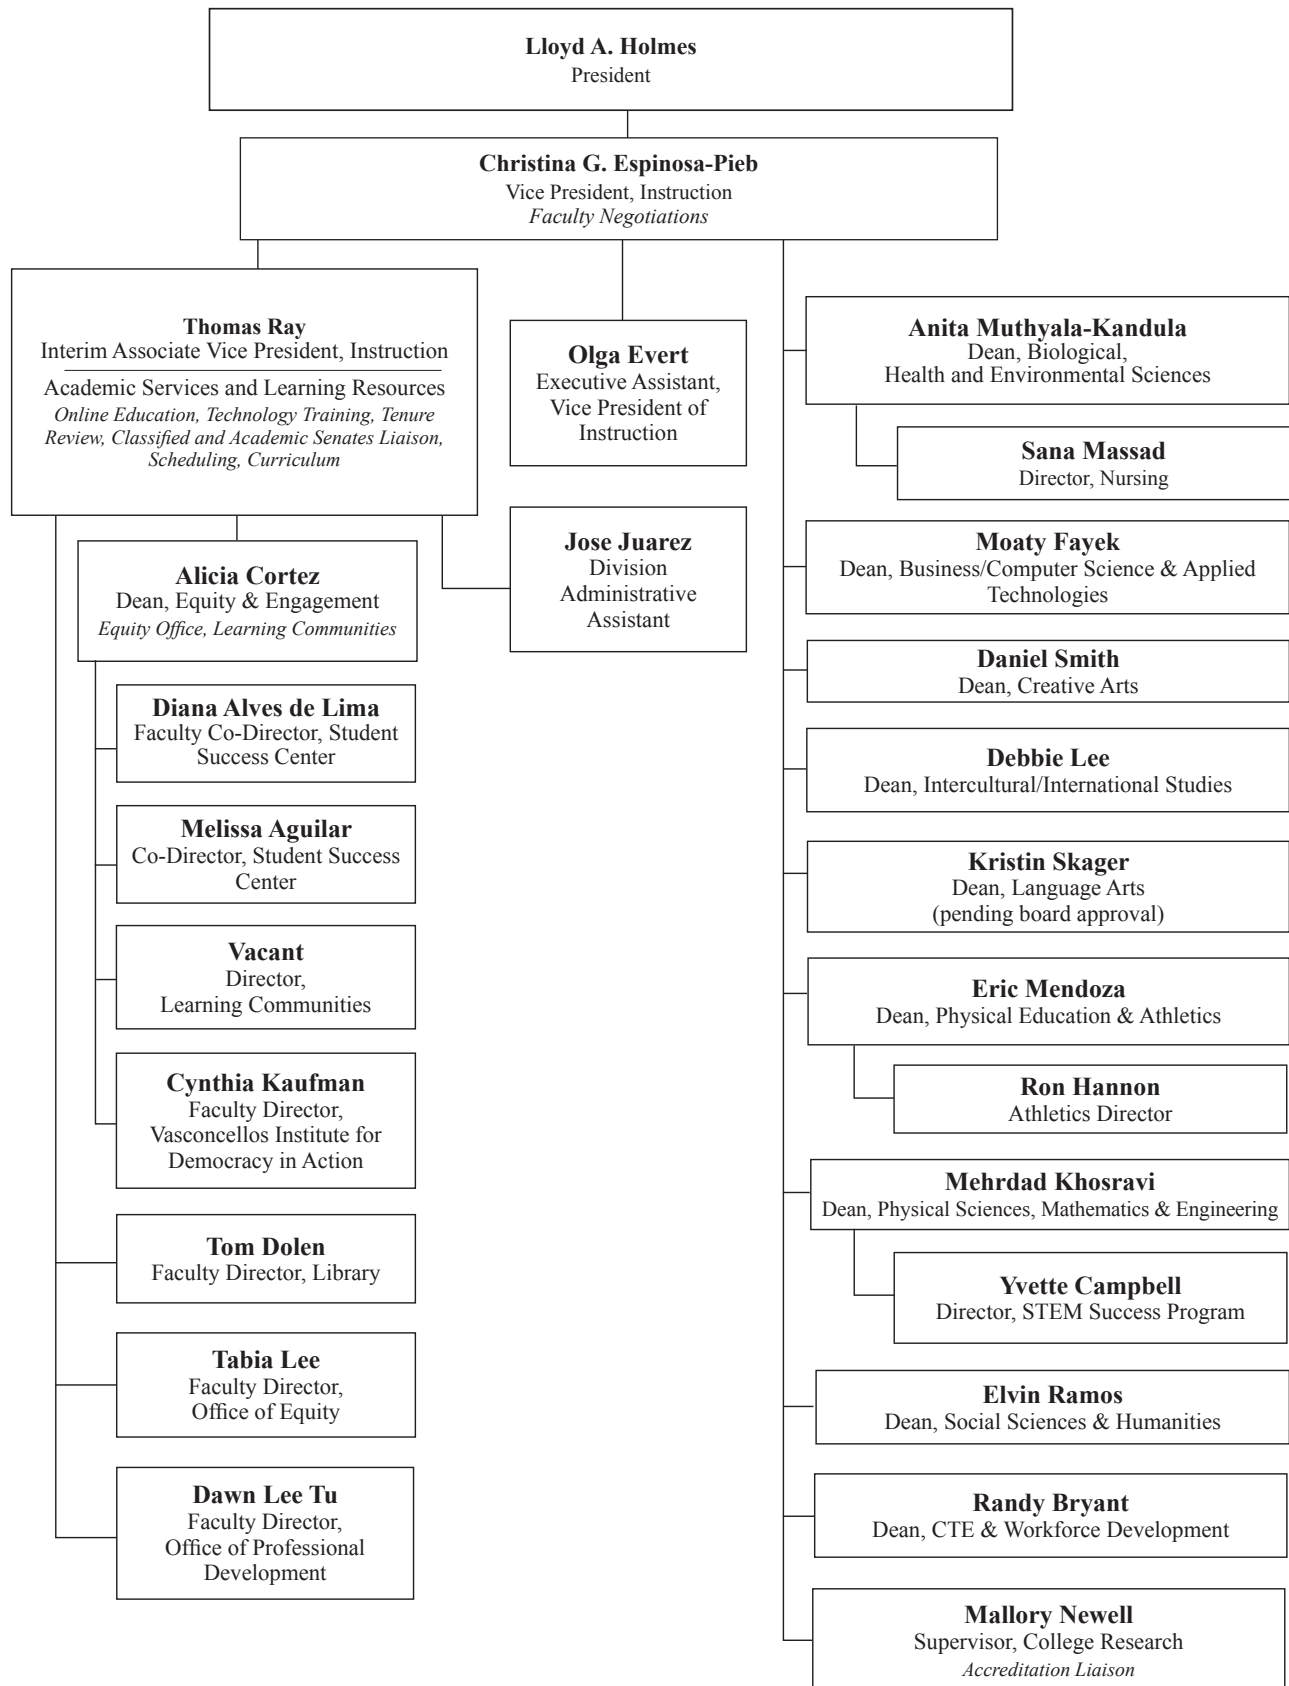 Lloyd A. Holmes
President
Christina G. Espinosa-Pieb
Vice President, Instruction
Faculty Negotiations
Thomas Ray
Interim Associate Vice President, Instruction
Academic Services and Learning Resources
Online Education, Technology Training, Tenure
Review, Classified and Academic Senates Liaison,
Scheduling, Curriculum
Alicia Cortez
Dean, Equity & Engagement
Equity Office, Learning Communities
Diana Alves de Lima
Faculty Co-Director, Student
Success Center
Melissa Aguilar
Co-Director, Student Success
Center
Vacant
Director,
Learning Communities
Cynthia Kaufman
Faculty Director,
Vasconcellos Institute for
Democracy in Action
Tom Dolen
Faculty Director, Library
Tabia Lee
Faculty Director,
Office of Equity
Dawn Lee Tu
Faculty Director,
Office of Professional
Development
Olga Evert
Executive Assistant,
Vice President of
Instruction
Jose Juarez
Division
Administrative
Assistant
Anita Muthyala-Kandula
Dean, Biological,
Health and Environmental Sciences
Sana Massad
Director, Nursing
Moaty Fayek
Dean, Business/Computer Science & Applied
Technologies
Daniel Smith
Dean, Creative Arts
Debbie Lee
Dean, Intercultural/International Studies
Kristin Skager
Dean, Language Arts
(pending board approval)
Eric Mendoza
Dean, Physical Education & Athletics
Ron Hannon
Athletics Director
Mehrdad Khosravi
Dean, Physical Sciences, Mathematics & Engineering
Yvette Campbell
Director, STEM Success Program
Elvin Ramos
Dean, Social Sciences & Humanities
Randy Bryant
Dean, CTE & Workforce Development
Mallory Newell
Supervisor, College Research
Accreditation Liaison